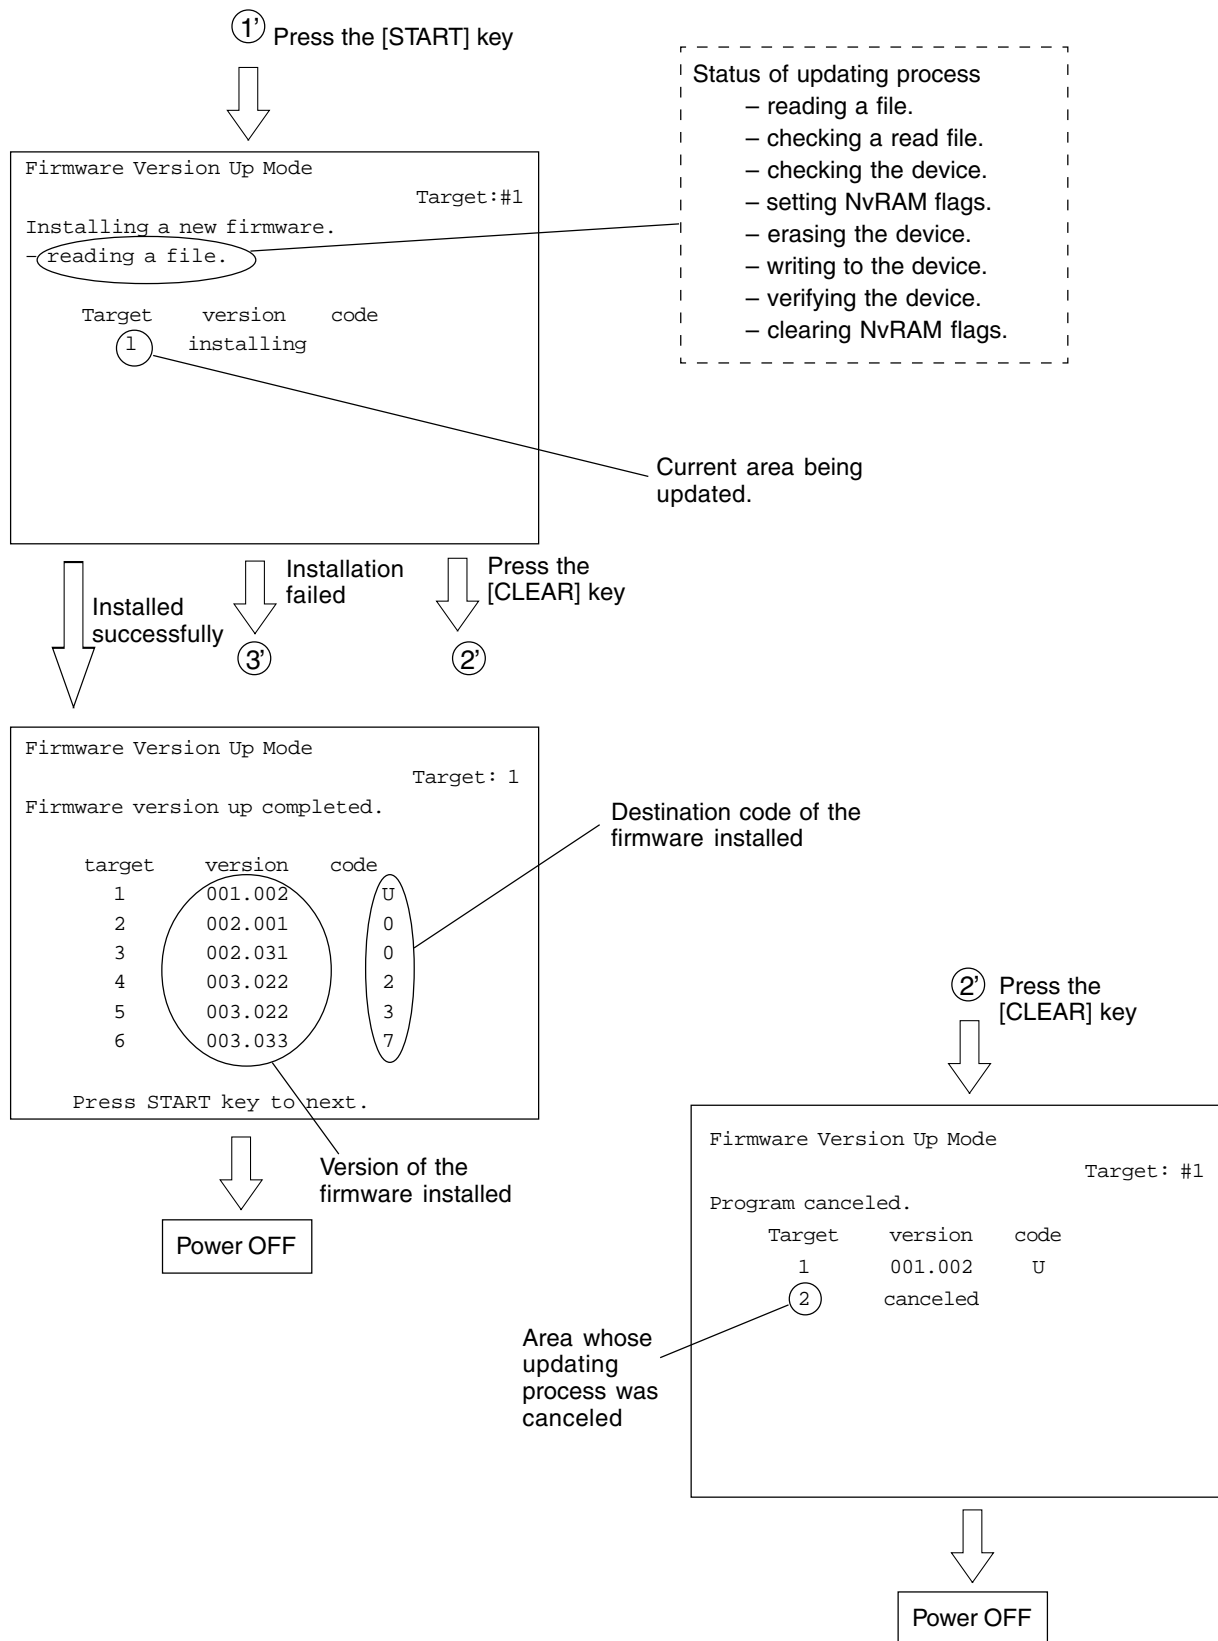 1’ Press the [START] key
Status of updating process
– reading a file.
– checking a read file.
– checking the device.
– setting NvRAM flags.
– erasing the device.
– writing to the device.
– verifying the device.
– clearing NvRAM flags.
Firmware Version Up Mode
Target:#1
Installing a new firmware.
– reading a file.
Target version code
1 installing
Current area being
updated.
Installed
successfully
Installation
failed
3’
Press the
[CLEAR] key
2’
Firmware Version Up Mode
Target: 1
Firmware version up completed.
target version code
1 001.002 U
2 002.001 0
3 002.031 0
4 003.022 2
5 003.022 3
6 003.033 7
Press START key to next.
Destination code of the
firmware installed
Version of the
firmware installed
Power OFF
2’ Press the
[CLEAR] key
Firmware Version Up Mode
Target: #1
Program canceled.
Target version code
1 001.002 U
2 canceled
Area whose
updating
process was
canceled
Power OFF